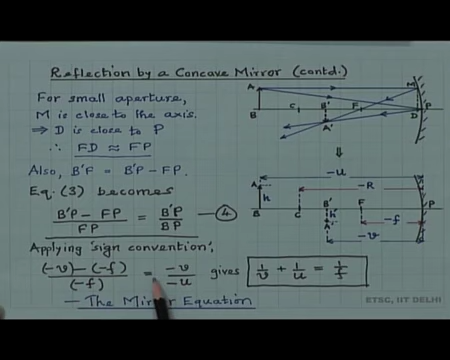 Reflection by a Concave Mirror (contd.)
For small aperture,
M is close to the axis.
⇒ D is close to P
∴ FD ≈ FP
Also, B'F = B'P – FP.
Eq. (3) becomes
(B'P – FP)/FP = B'P/BP — (4)
Applying 'sign convention',
((-v) - (-f))/(-f) = -v/-u gives 1/v + 1/u = 1/f
— The Mirror Equation
A
M
B
C
B'
F
D
P
A'
⇓
-u
A
-R
h
B
C
B'
h'
A'
F
P
-f
-v
ETSC, IIT DELHI